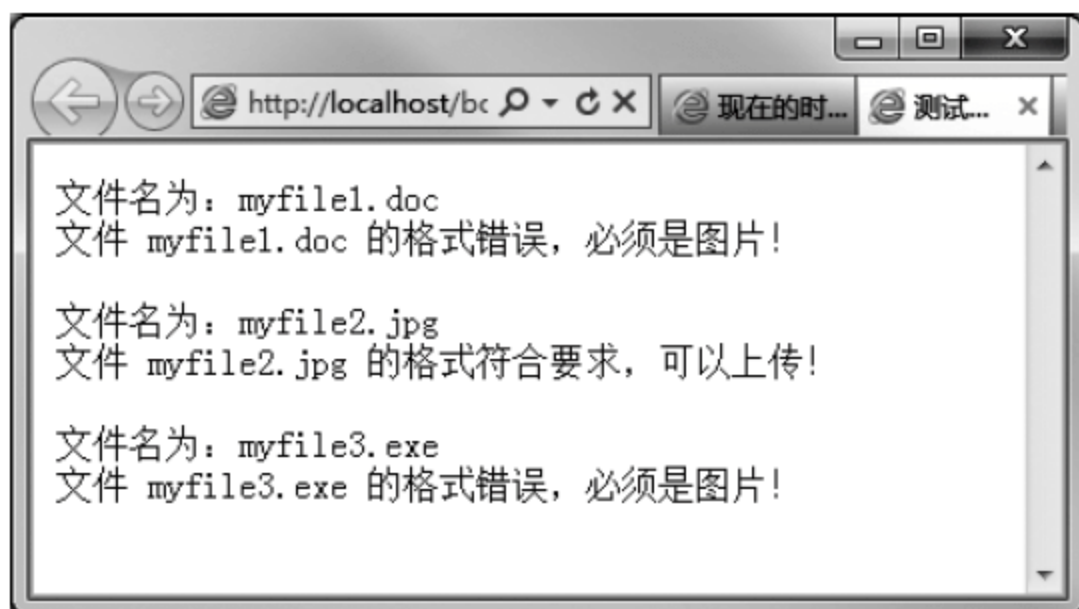 http://localhost/bc
现在的时...
测试...
文件名为：myfile1.doc
文件 myfile1.doc 的格式错误，必须是图片！
文件名为：myfile2.jpg
文件 myfile2.jpg 的格式符合要求，可以上传！
文件名为：myfile3.exe
文件 myfile3.exe 的格式错误，必须是图片！